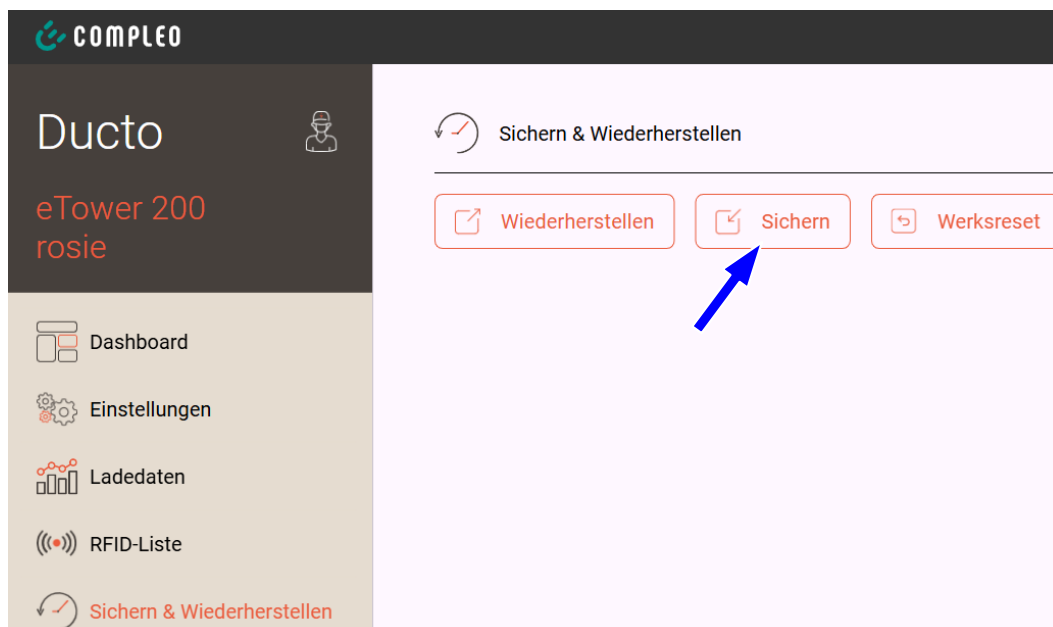 COMPLEO
Ducto
eTower 200
rosie
Dashboard
Einstellungen
Ladedaten
RFID-Liste
Sichern & Wiederherstellen
Sichern & Wiederherstellen
Wiederherstellen
Sichern
Werksreset